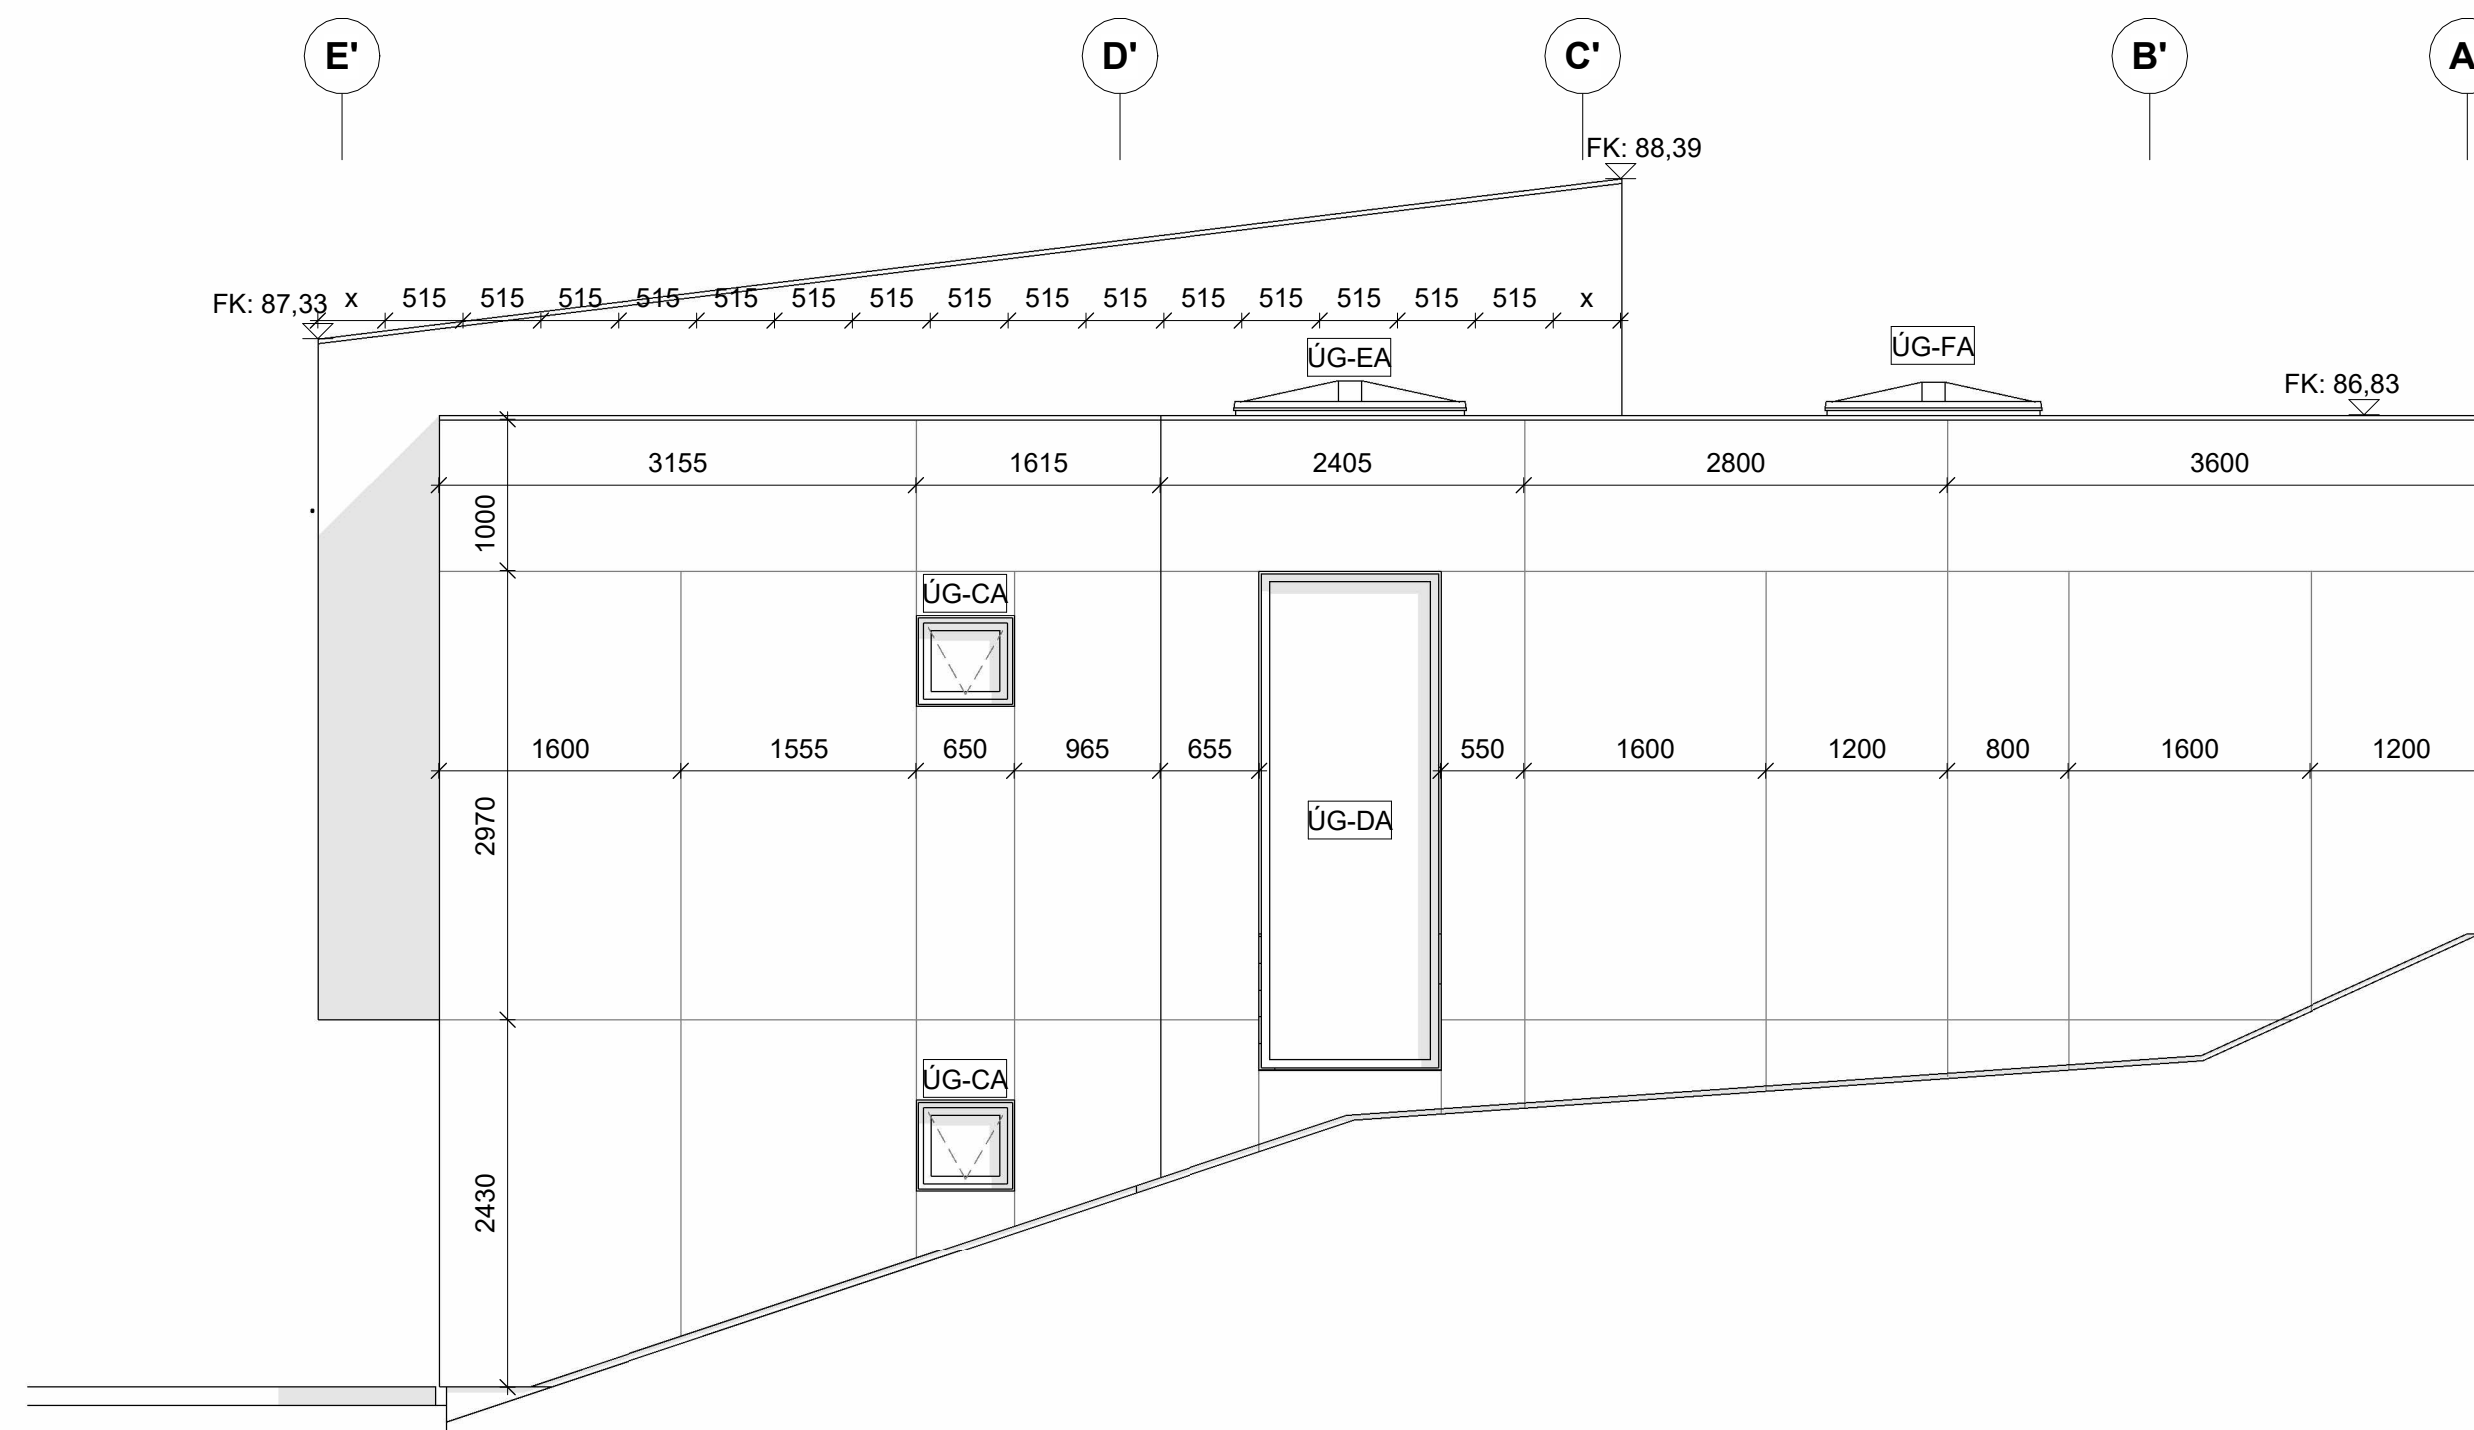 E' D' C' B' A
FK: 88,39
FK: 87,33 x 515 515 515 515 515 515 515 515 515 515 515 515 515 515 515 x
ÚG-EA ÚG-FA
FK: 86,83
3155 1615 2405 2800 3600
1000
ÚG-CA
1600 1555 650 965 655 550 1600 1200 800 1600 1200
2970
ÚG-DA
ÚG-CA
2430